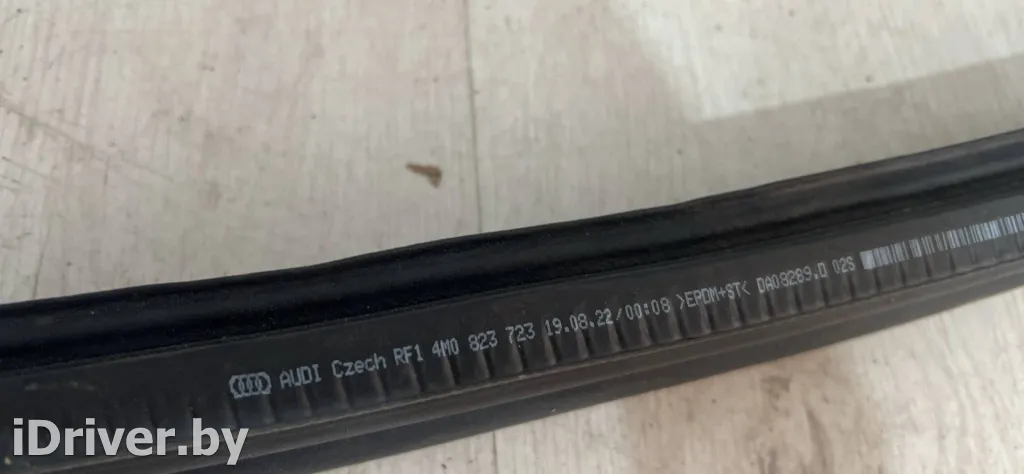 AUDI Czech RF1 4M0 823 723 19.08.22/00:08 >EPDM+ST< DA08289.D 02S
iDriver.by